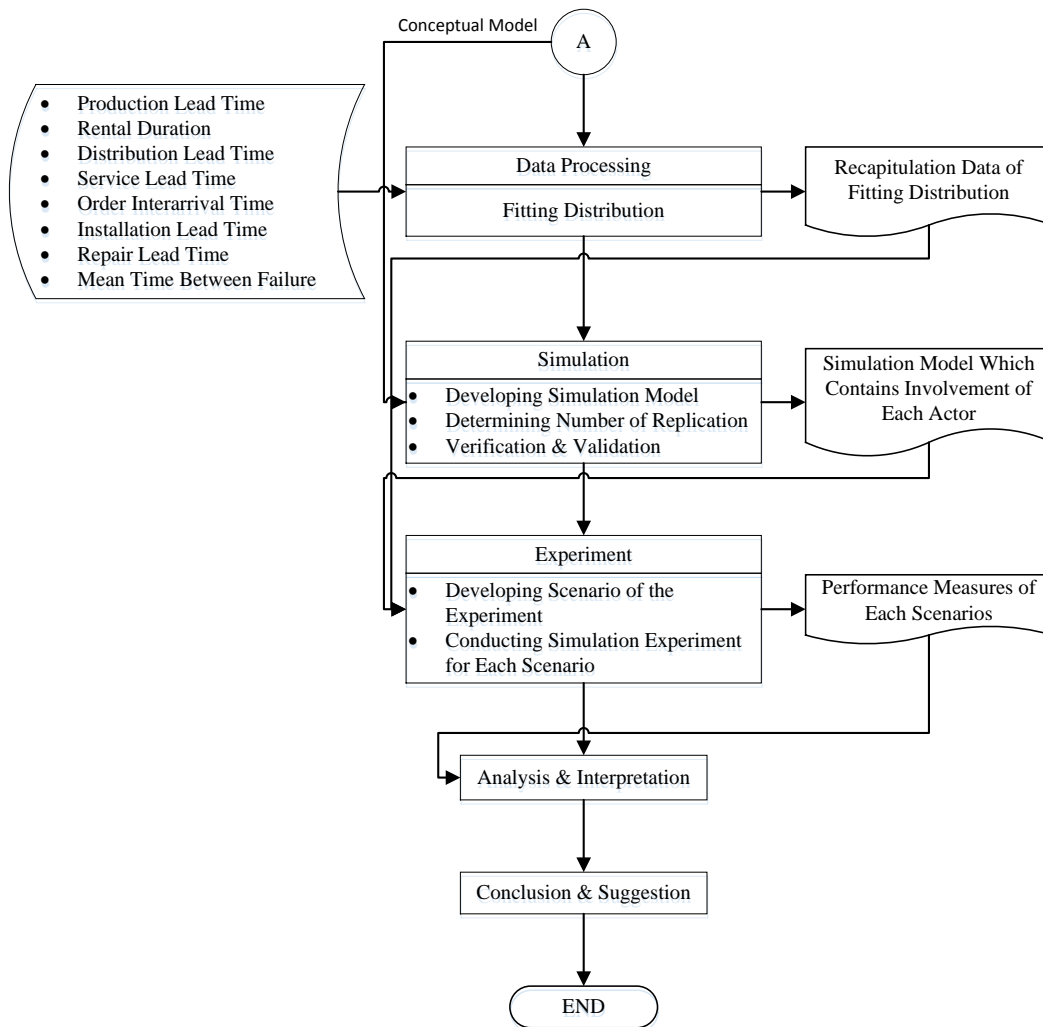 Conceptual Model
A
• Production Lead Time
• Rental Duration
• Distribution Lead Time
• Service Lead Time
• Order Interarrival Time
• Installation Lead Time
• Repair Lead Time
• Mean Time Between Failure
Data Processing
Fitting Distribution
Recapitulation Data of
Fitting Distribution
Simulation
• Developing Simulation Model
• Determining Number of Replication
• Verification & Validation
Simulation Model Which
Contains Involvement of
Each Actor
Experiment
• Developing Scenario of the
Experiment
• Conducting Simulation Experiment
for Each Scenario
Performance Measures of
Each Scenarios
Analysis & Interpretation
Conclusion & Suggestion
END